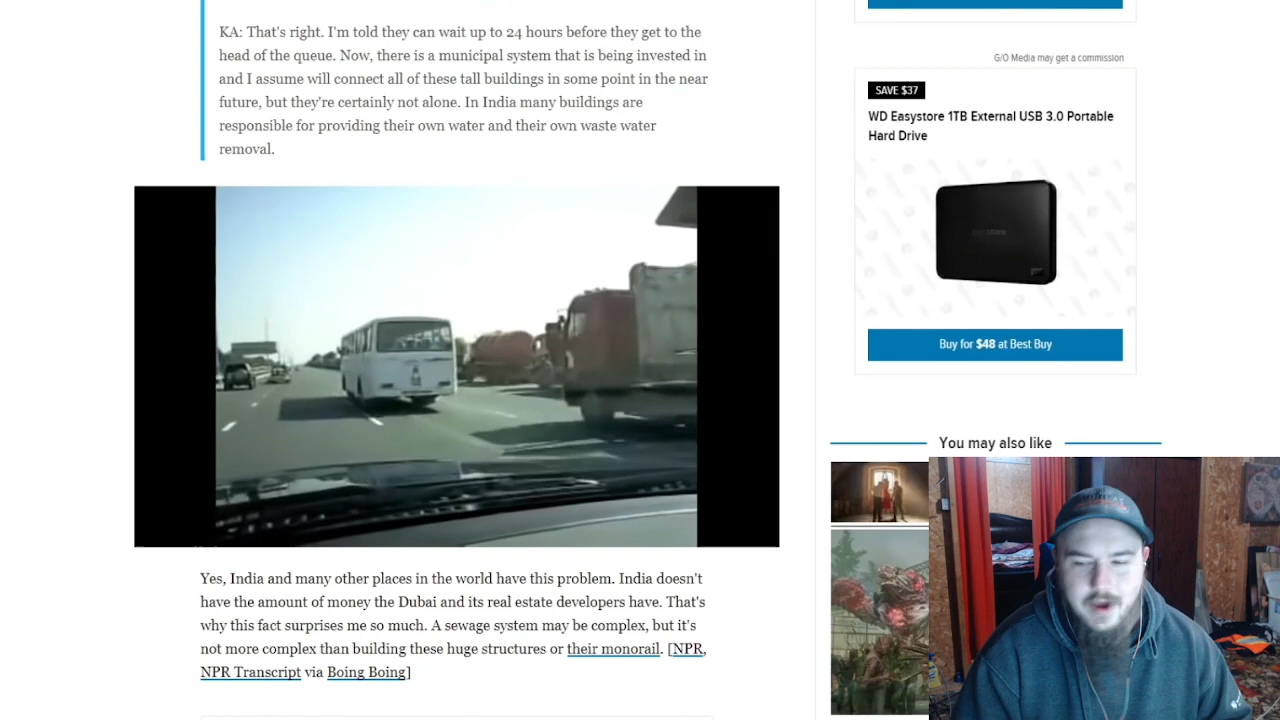 KA: That's right. I'm told they can wait up to 24 hours before they get to the
head of the queue. Now, there is a municipal system that is being invested in
and I assume will connect all of these tall buildings in some point in the near
future, but they're certainly not alone. In India many buildings are
responsible for providing their own water and their own waste water
removal.
Yes, India and many other places in the world have this problem. India doesn't
have the amount of money the Dubai and its real estate developers have. That's
why this fact surprises me so much. A sewage system may be complex, but it's
not more complex than building these huge structures or their monorail. [NPR,
NPR Transcript via Boing Boing]
G/O Media may get a commission
SAVE $37
WD Easystore 1TB External USB 3.0 Portable
Hard Drive
Buy for $48 at Best Buy
You may also like